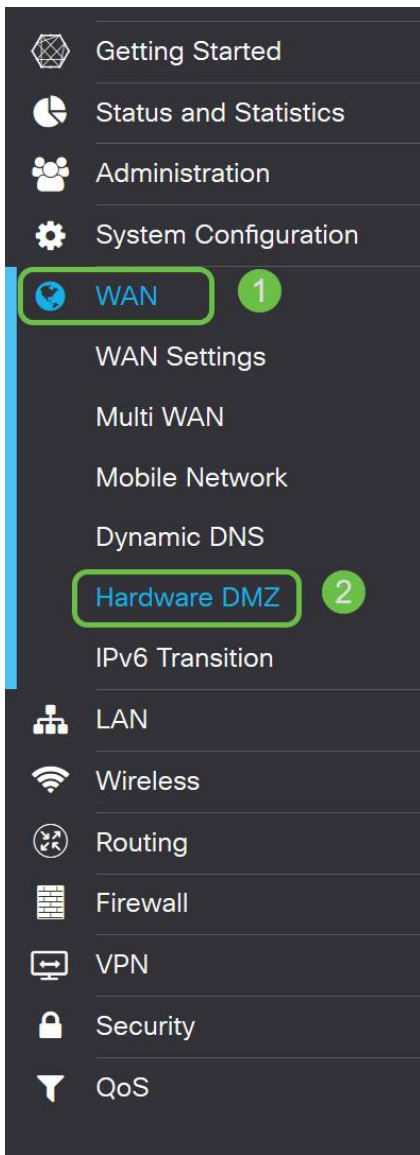 Getting Started
Status and Statistics
Administration
System Configuration
WAN 1
WAN Settings
Multi WAN
Mobile Network
Dynamic DNS
Hardware DMZ 2
IPv6 Transition
LAN
Wireless
Routing
Firewall
VPN
Security
QoS